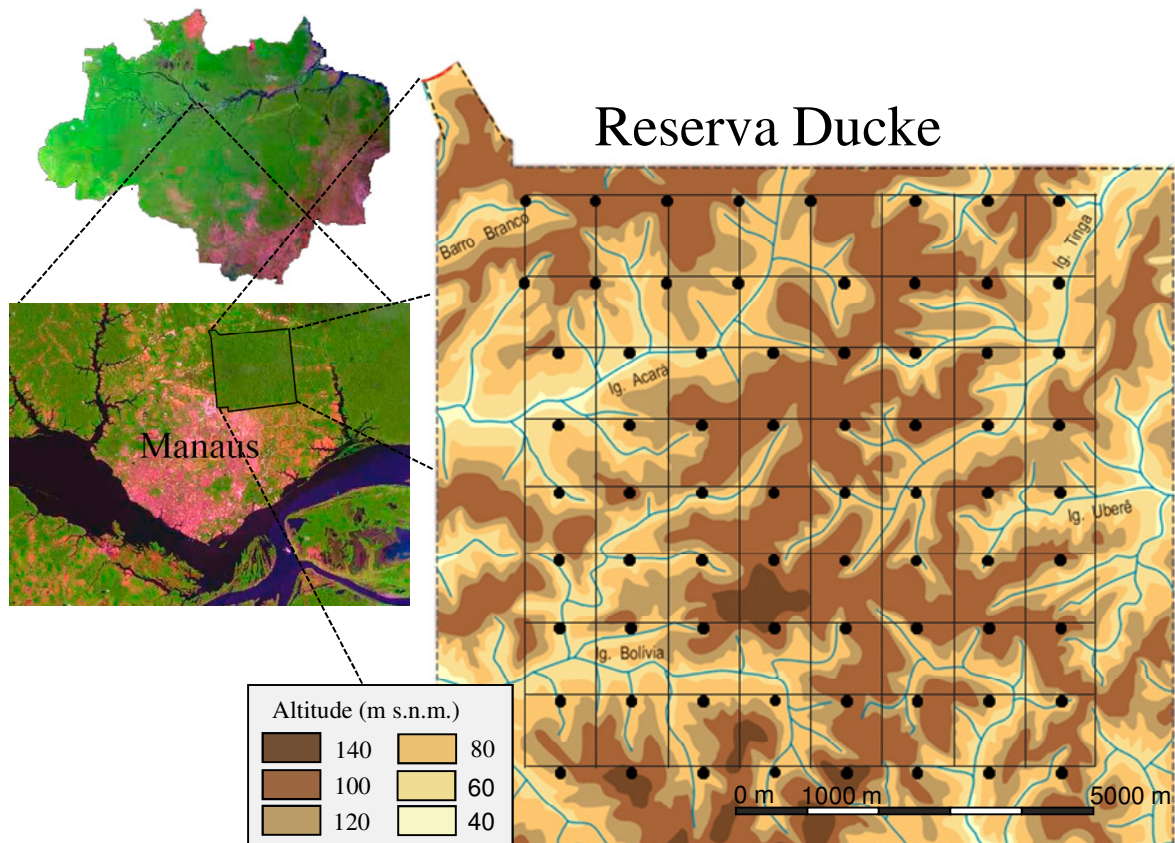 Reserva Ducke
Barro Branco
Ig. Tinga
Ig. Acará
Manaus
Ig. Uberê
Ig. Bolívia
Altitude (m s.n.m.)
140 80
100 60
120 40
0 m 1000 m 5000 m